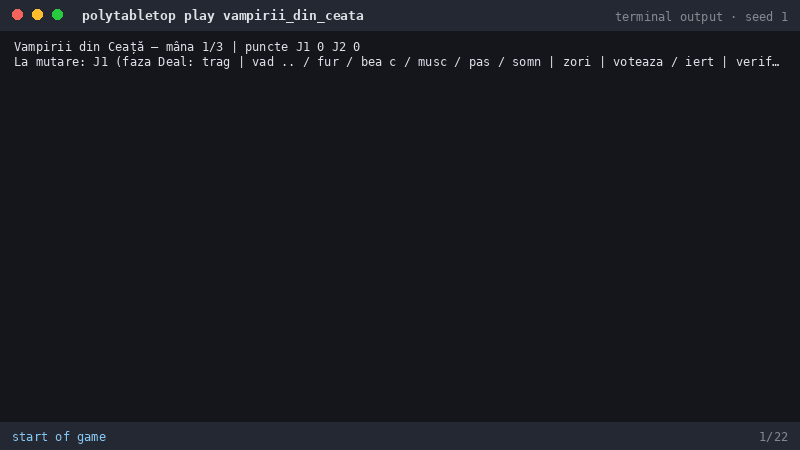 polytabletop play vampirii_din_ceata
terminal output · seed 1
Vampirii din Ceață — mâna 1/3 | puncte J1 0 J2 0
La mutare: J1 (faza Deal: trag | vad .. / fur / bea c / musc / pas / somn | zori | voteaza / iert | verif…
start of game
1/22